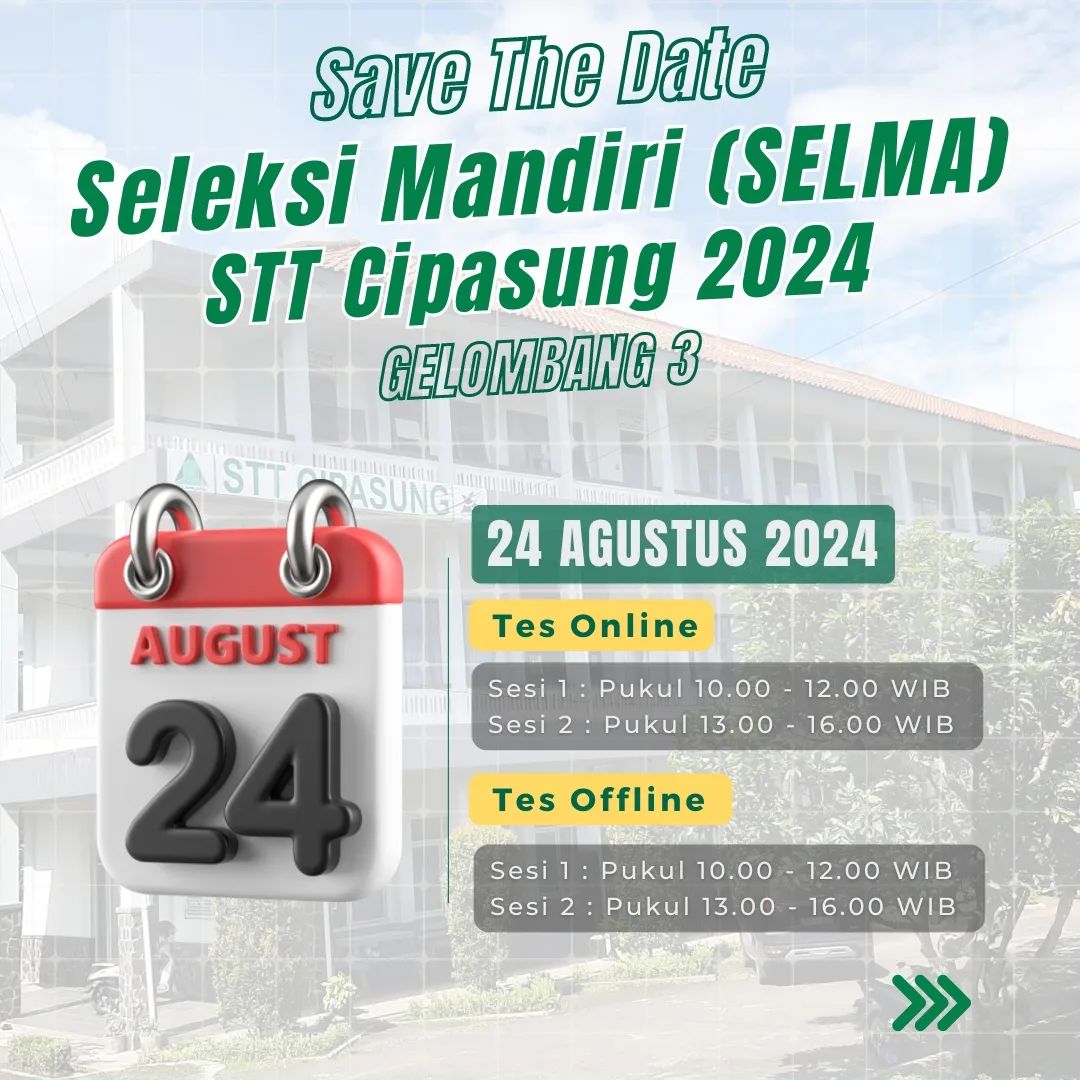 Save The Date
Seleksi Mandiri (SELMA)
STT Cipasung 2024
GELOMBANG 3
STT CIPASUNG
AUGUST
24
24 AGUSTUS 2024
Tes Online
Sesi 1 : Pukul 10.00 - 12.00 WIB
Sesi 2 : Pukul 13.00 - 16.00 WIB
Tes Offline
Sesi 1 : Pukul 10.00 - 12.00 WIB
Sesi 2 : Pukul 13.00 - 16.00 WIB